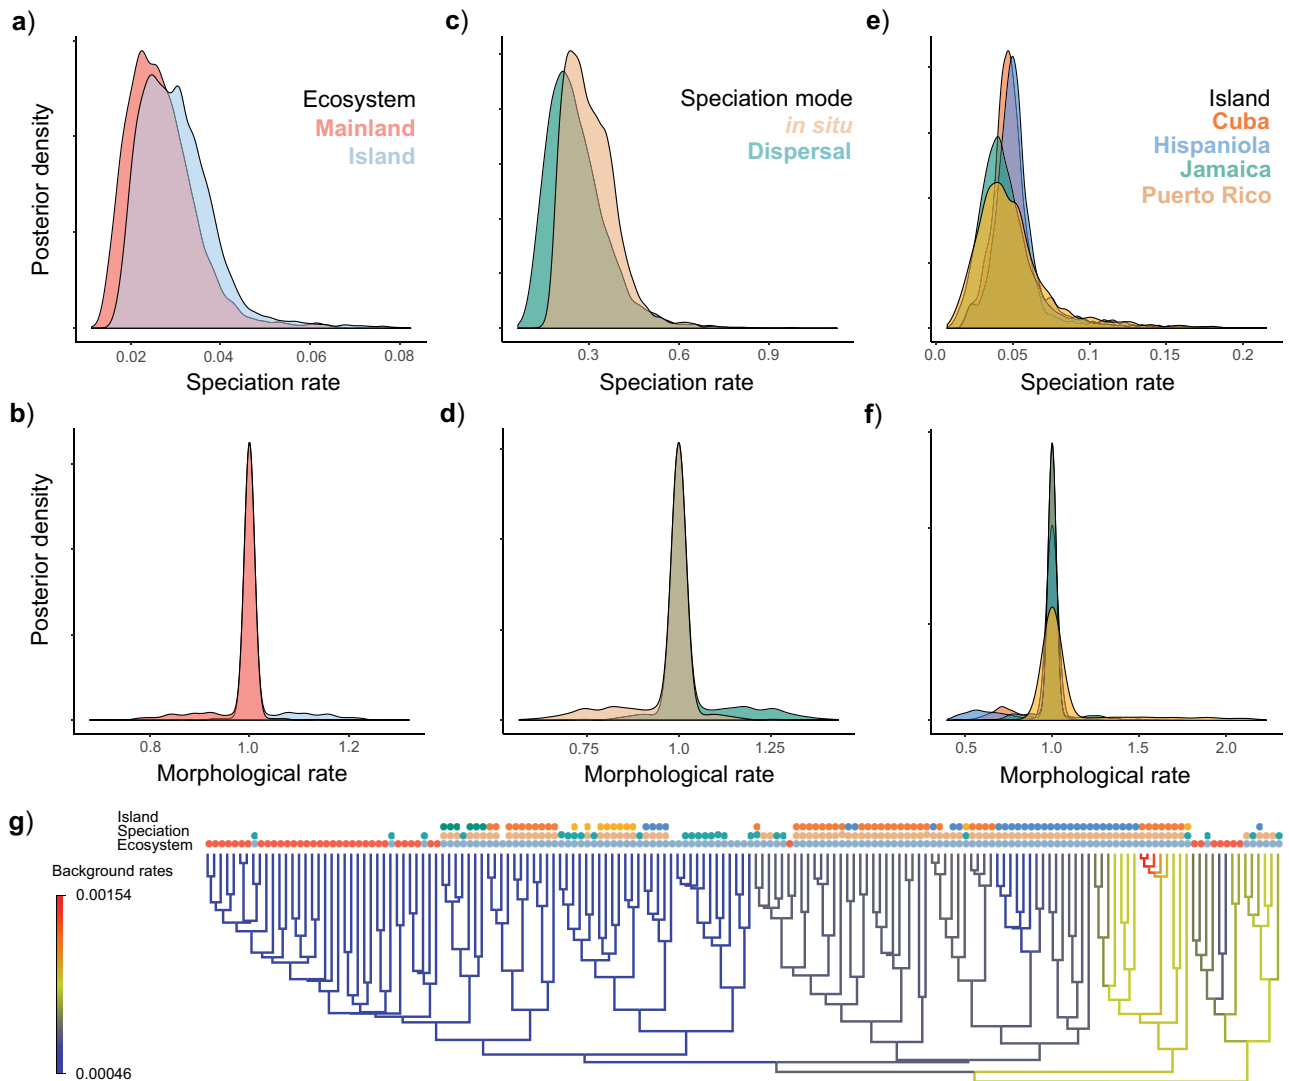 a)
Posterior density
Ecosystem
Mainland
Island
0.02 0.04 0.06 0.08
Speciation rate
c)
Speciation mode
in situ
Dispersal
0.3 0.6 0.9
Speciation rate
e)
Island
Cuba
Hispaniola
Jamaica
Puerto Rico
0.0 0.05 0.1 0.15 0.2
Speciation rate
b)
Posterior density
0.8 1.0 1.2
Morphological rate
d)
0.75 1.0 1.25
Morphological rate
f)
0.5 1.0 1.5 2.0
Morphological rate
g)
Island
Speciation
Ecosystem
Background rates
0.00154
0.00046